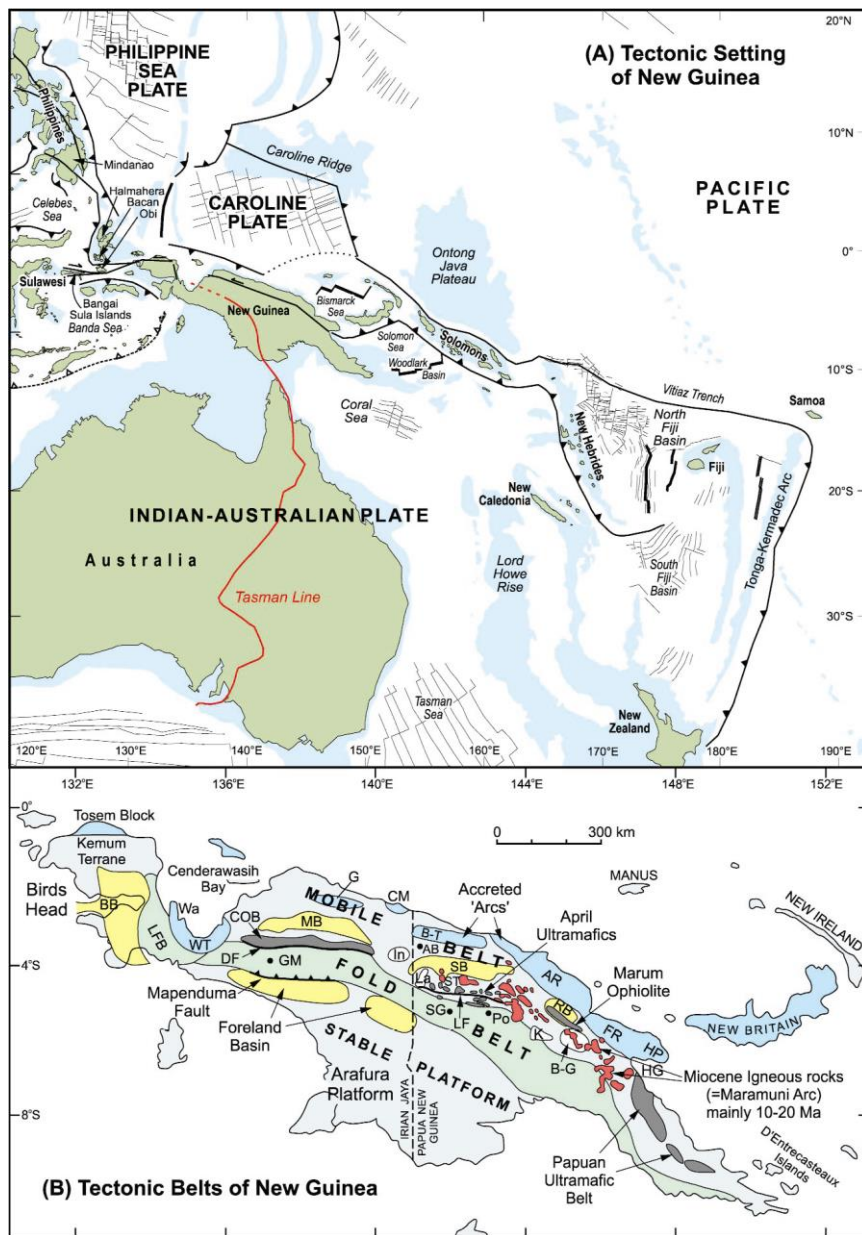 20°N
PHILIPPINE
SEA
PLATE
(A) Tectonic Setting
of New Guinea
Philippines
10°N
Mindanao
Caroline Ridge
Halmahera
Bacan
Obi
Celebes
Sea
CAROLINE
PLATE
PACIFIC
PLATE
Ontong
Java
Plateau
0°
Sulawesi
Bangai
Sula Islands
Banda Sea
New Guinea
Bismarck
Sea
Solomon
Sea
Solomons
Woodlark
Basin
10°S
Vitiaz Trench
Samoa
Coral
Sea
North
Fiji
Basin
New Hebrides
Fiji
New
Caledonia
20°S
INDIAN-AUSTRALIAN PLATE
Australia
Lord
Howe
Rise
South
Fiji
Basin
Tonga-Kermadec Arc
Tasman Line
30°S
Tasman
Sea
New
Zealand
120°E
130°E
140°E
150°E
160°E
170°E
180°E
190°E
132°E
136°E
140°E
144°E
148°E
152°E
0°
Tosem Block
Kemum
Terrane
0 300 km
Cenderawasih
Bay
G
CM
Accreted
'Arcs'
MANUS
NEW IRELAND
Birds
Head
BB
Wa
COB
MB
MOBILE
BELT
B-T
AB
April
Ultramafics
LFB
WT
DF
GM
In
SB
4°S
La
ST
AR
Marum
Ophiolite
Mapenduma
Fault
FOLD
BELT
SG
LF
Po
RB
FR
HP
NEW BRITAIN
Foreland
Basin
K
B-G
HG
STABLE
PLATFORM
Miocene Igneous rocks
(=Maramuni Arc)
mainly 10-20 Ma
Arafura
Platform
IRIAN JAYA
PAPUA NEW
GUINEA
8°S
D'Entrecasteaux
Islands
Papuan
Ultramafic
Belt
(B) Tectonic Belts of New Guinea